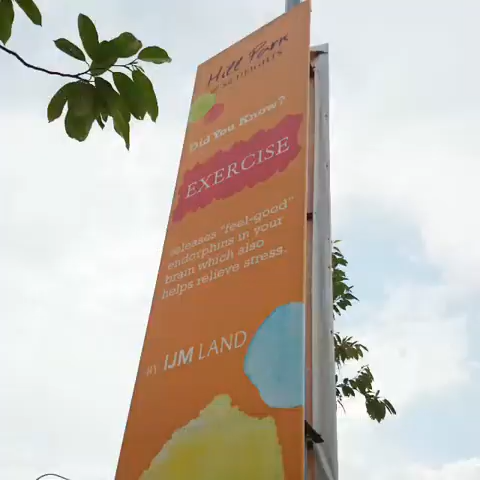 Hill Park
Did You Know?
EXERCISE
releases "feel-good"
endorphins in your
brain which also
helps relieve stress.
BY IJM LAND